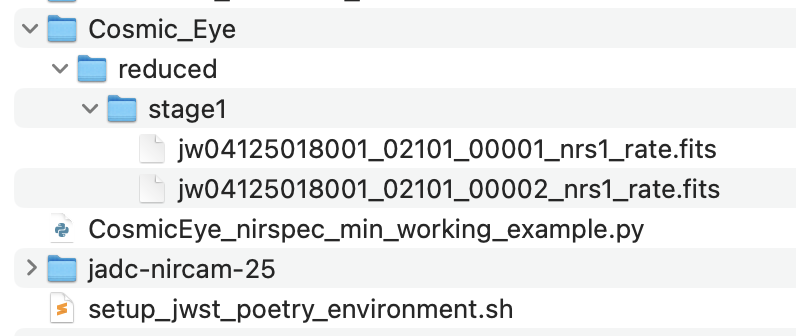 Cosmic_Eye
reduced
stage1
jw04125018001_02101_00001_nrs1_rate.fits
jw04125018001_02101_00002_nrs1_rate.fits
CosmicEye_nirspec_min_working_example.py
jadc-nircam-25
setup_jwst_poetry_environment.sh